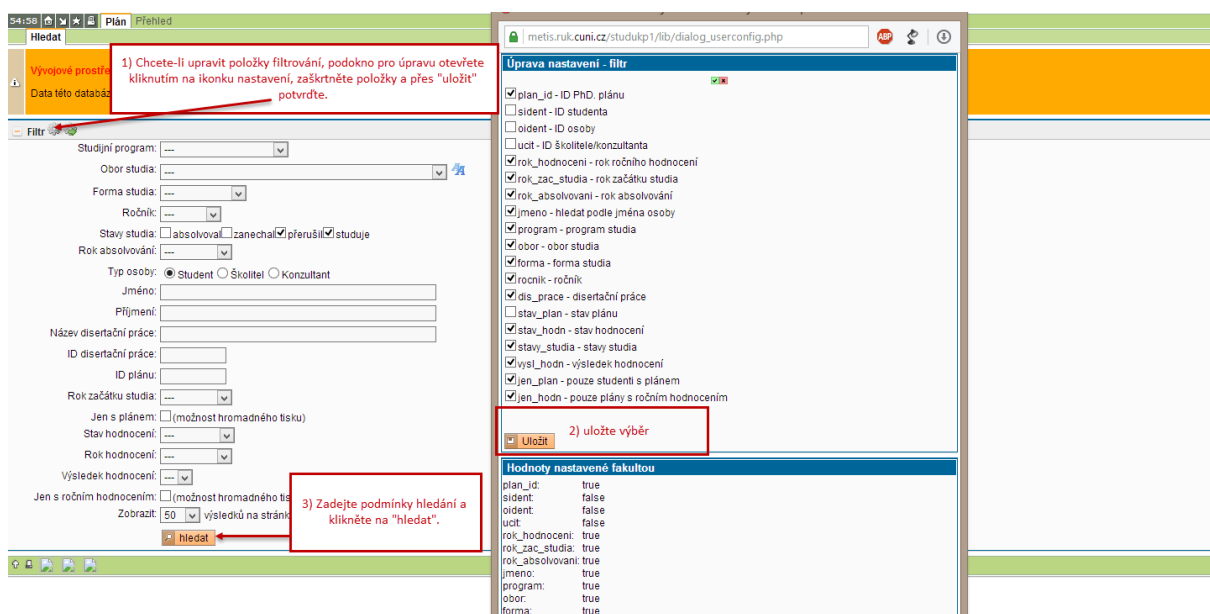 54:58 Plán Přehled
Hledat
Vývojové prostře
Data této databáz
1) Chcete-li upravit položky filtrování, podokno pro úpravu otevřete
kliknutím na ikonku nastavení, zaškrtněte položky a přes "uložit"
potvrďte.
Filtr
Studijní program: ---
Obor studia: ---
Forma studia: ---
Ročník: ---
Stavy studia: absolvoval zanechal přerušil studuje
Rok absolvování: ---
Typ osoby: Student Školitel Konzultant
Jméno:
Příjmení:
Název disertační práce:
ID disertační práce:
ID plánu:
Rok začátku studia: ---
Jen s plánem: (možnost hromadného tisku)
Stav hodnocení: ---
Rok hodnocení: ---
Výsledek hodnocení: ---
Jen s ročním hodnocením: (možnost hromadného tis
Zobrazit: 50 výsledků na stránk
hledat
3) Zadejte podmínky hledání a
klikněte na "hledat".
metis.ruk.cuni.cz/studukp1/lib/dialog_userconfig.php ABP
Úprava nastavení - filtr
plan_id - ID PhD. plánu
sident - ID studenta
oident - ID osoby
ucit - ID školitele/konzultanta
rok_hodnoceni - rok ročního hodnocení
rok_zac_studia - rok začátku studia
rok_absolvovani - rok absolvování
jmeno - hledat podle jména osoby
program - program studia
obor - obor studia
forma - forma studia
rocnik - ročník
dis_prace - disertační práce
stav_plan - stav plánu
stav_hodn - stav hodnocení
stavy_studia - stavy studia
vysl_hodn - výsledek hodnocení
jen_plan - pouze studenti s plánem
jen_hodn - pouze plány s ročním hodnocením
2) uložte výběr
Uložit
Hodnoty nastavené fakultou
plan_id: true
sident: false
oident: false
ucit: false
rok_hodnoceni: true
rok_zac_studia: true
rok_absolvovani: true
jmeno: true
program: true
obor: true
forma: true